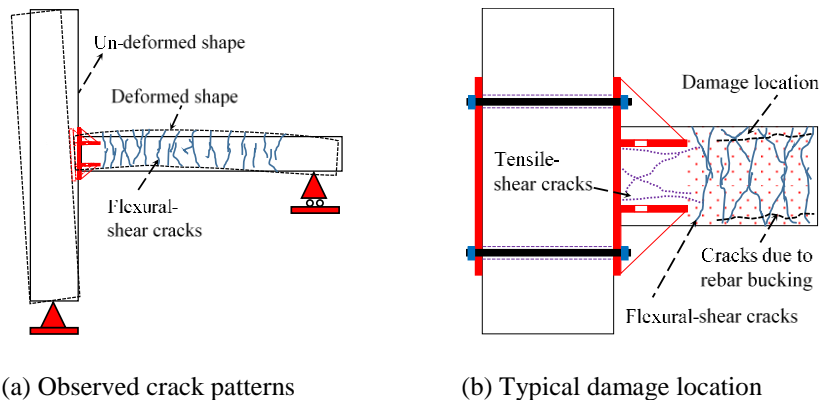 Un-deformed shape
Deformed shape
Flexural-
shear cracks
Damage location
Tensile-
shear cracks
Cracks due to
rebar bucking
Flexural-shear cracks
(a) Observed crack patterns
(b) Typical damage location